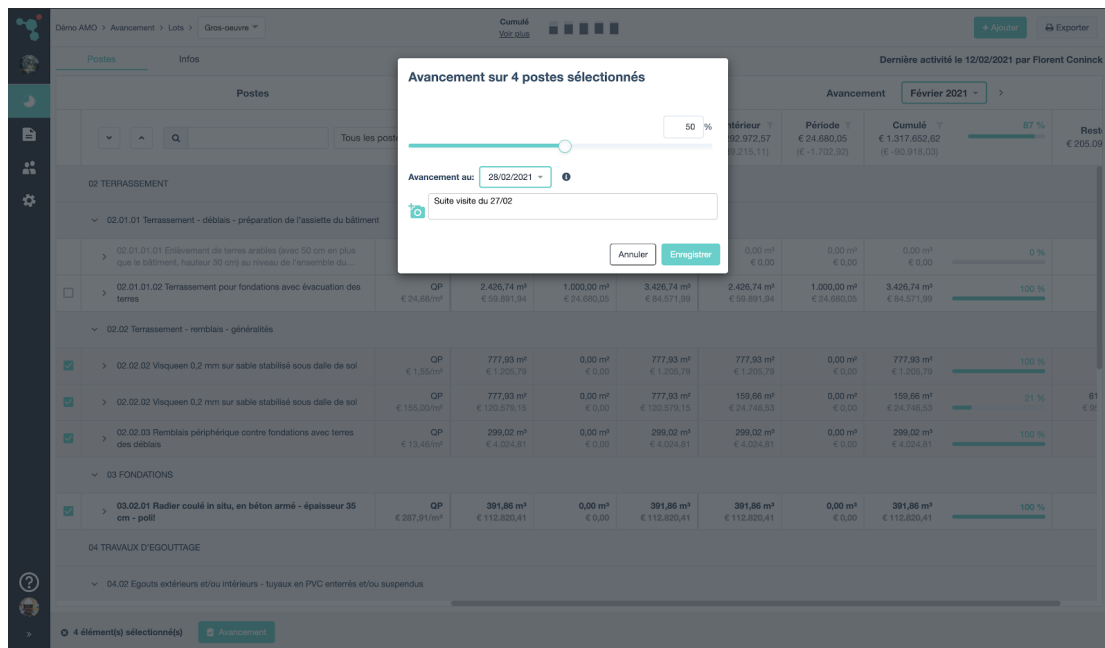 Démo AMO > Avancement > Lots > Gros-oeuvre
Cumulé
Voir plus
+ Ajouter
Exporter
Postes
Infos
Dernière activité le 12/02/2021 par Florent Coninck
Avancement sur 4 postes sélectionnés
50 %
Avancement au: 28/02/2021
Suite visite du 27/02
Annuler
Enregistrer
Postes
Avancement
Février 2021 >
Tous les
Période
Cumulé
87 %
€ 24.680,05
€ 1.317.652,62
(€ -1.702,92)
(€ -90.918,03)
€ 205.09
02 TERRASSEMENT
02.01.01 Terrassement - déblais - préparation de l'assiette du bâtiment
02.01.01.01 Enlèvement de terres arables (avec 50 cm en plus
que le bâtiment, hauteur 30 cm) au niveau de l'ensemble du ...
0,00 m³ 0,00 m³ 0,00 m³ 0 %
€ 0,00 € 0,00 € 0,00
02.01.01.02 Terrassement pour fondations avec évacuation des
terres
QP 2.426,74 m³ 1.000,00 m³ 3.426,74 m³ 2.426,74 m³ 1.000,00 m³ 3.426,74 m³ 100 %
€ 24,68/m³ € 59.891,94 € 24.680,05 € 84.571,99 € 59.891,94 € 24.680,05 € 84.571,99
02.02 Terrassement - remblais - généralités
02.02.02 Visqueen 0,2 mm sur sable stabilisé sous dalle de sol
QP 777,93 m² 0,00 m² 777,93 m² 777,93 m² 0,00 m² 777,93 m² 100 %
€ 1,55/m² € 1.205,79 € 0,00 € 1.205,79 € 1.205,79 € 0,00 € 1.205,79
02.02.02 Visqueen 0,2 mm sur sable stabilisé sous dalle de sol
QP 777,93 m² 0,00 m² 777,93 m² 159,66 m² 0,00 m² 159,66 m² 21 %
€ 155,00/m² € 120.579,15 € 0,00 € 120.579,15 € 24.746,53 € 0,00 € 24.746,53
02.02.03 Remblais périphérique contre fondations avec terres
des déblais
QP 299,02 m³ 0,00 m³ 299,02 m³ 299,02 m³ 0,00 m³ 299,02 m³ 100 %
€ 13,46/m³ € 4.024,81 € 0,00 € 4.024,81 € 4.024,81 € 0,00 € 4.024,81
03 FONDATIONS
03.02.01 Radier coulé in situ, en béton armé - épaisseur 35
cm - poli!
QP 391,86 m³ 0,00 m³ 391,86 m³ 391,86 m³ 0,00 m³ 391,86 m³ 100 %
€ 287,91/m³ € 112.820,41 € 0,00 € 112.820,41 € 112.820,41 € 0,00 € 112.820,41
04 TRAVAUX D'EGOUTTAGE
04.02 Egouts extérieurs et/ou intérieurs - tuyaux en PVC enterrés et/ou suspendus
4 élément(s) sélectionné(s)
Avancement